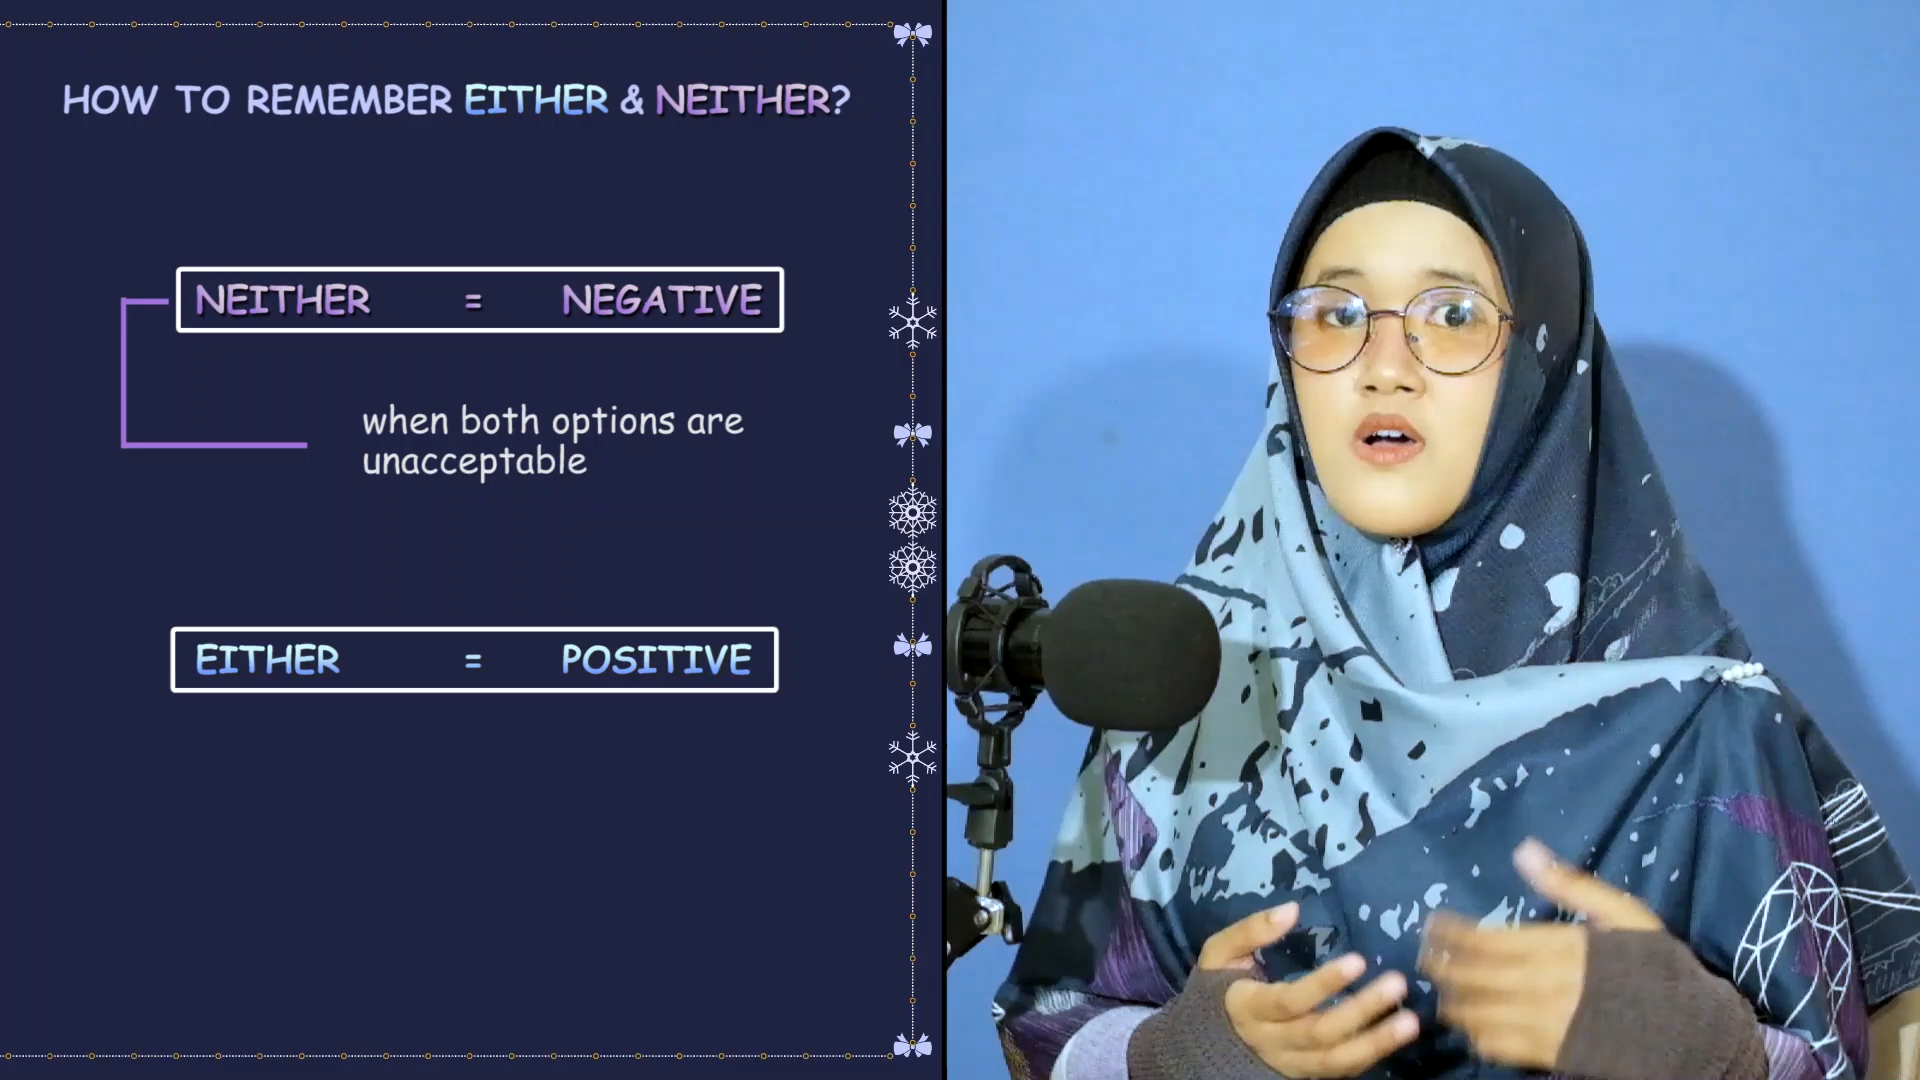 HOW TO REMEMBER EITHER & NEITHER?
NEITHER = NEGATIVE
when both options are
unacceptable
EITHER = POSITIVE